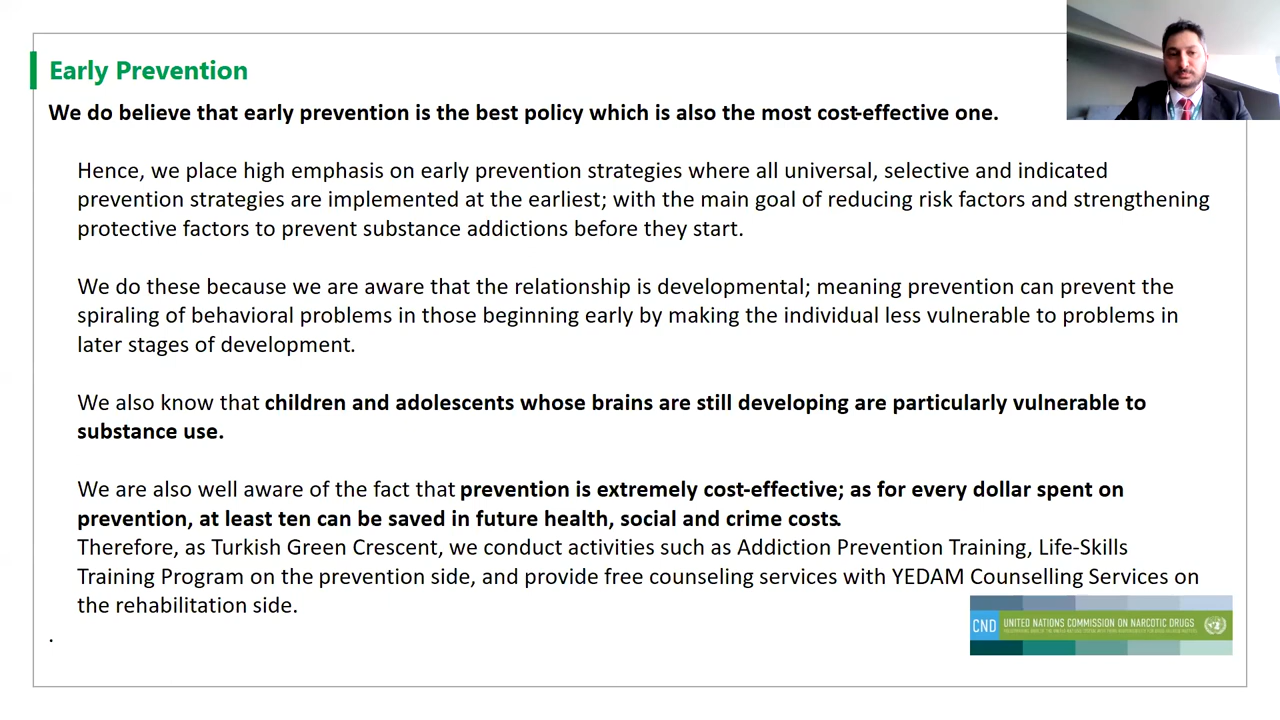 Early Prevention
We do believe that early prevention is the best policy which is also the most cost-effective one.
Hence, we place high emphasis on early prevention strategies where all universal, selective and indicated
prevention strategies are implemented at the earliest; with the main goal of reducing risk factors and strengthening
protective factors to prevent substance addictions before they start.
We do these because we are aware that the relationship is developmental; meaning prevention can prevent the
spiraling of behavioral problems in those beginning early by making the individual less vulnerable to problems in
later stages of development.
We also know that children and adolescents whose brains are still developing are particularly vulnerable to
substance use.
We are also well aware of the fact that prevention is extremely cost-effective; as for every dollar spent on
prevention, at least ten can be saved in future health, social and crime costs.
Therefore, as Turkish Green Crescent, we conduct activities such as Addiction Prevention Training, Life-Skills
Training Program on the prevention side, and provide free counseling services with YEDAM Counselling Services on
the rehabilitation side.
.
CND UNITED NATIONS COMMISSION ON NARCOTIC DRUGS